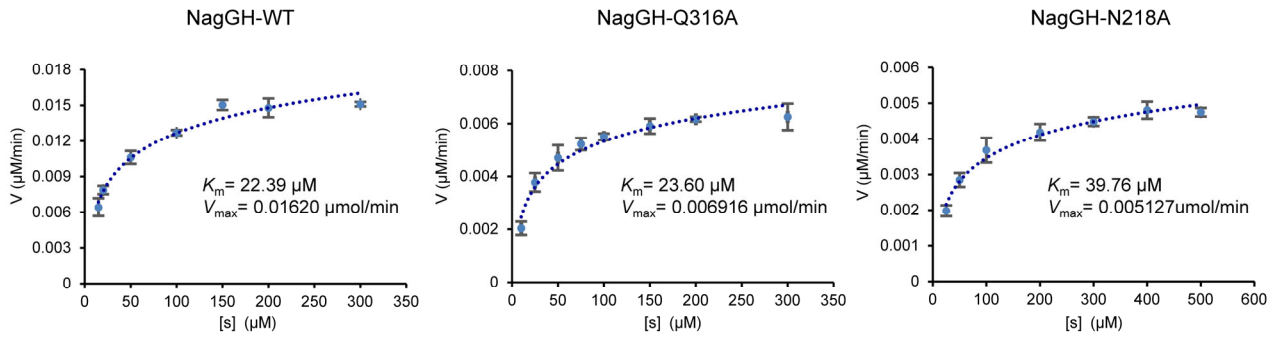 NagGH-WT
0.018
0.015
0.012
0.009
0.006
0.003
0
V (µM/min)
Km= 22.39 µM
Vmax= 0.01620 µmol/min
0 50 100 150 200 250 300 350
[s] (µM)
NagGH-Q316A
0.008
0.006
0.004
0.002
0
V (µM/min)
Km= 23.60 µM
Vmax= 0.006916 µmol/min
0 50 100 150 200 250 300 350
[s] (µM)
NagGH-N218A
0.006
0.005
0.004
0.003
0.002
0.001
0
V (µM/min)
Km= 39.76 µM
Vmax= 0.005127umol/min
0 100 200 300 400 500 600
[s] (µM)